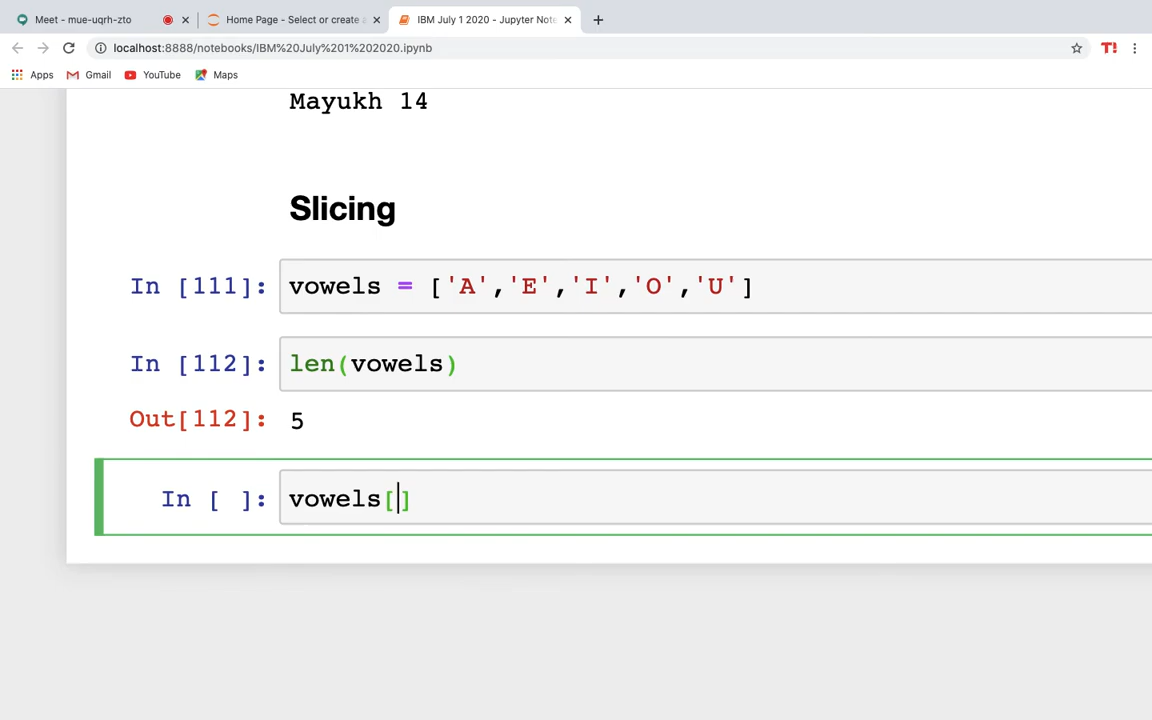 Meet - mue-uqrh-zto
Home Page - Select or create a
IBM July 1 2020 - Jupyter Note
localhost:8888/notebooks/IBM%20July%201%202020.ipynb
T!
Apps Gmail YouTube Maps
Mayukh 14
Slicing
In [111]: vowels = ['A','E','I','O','U']
In [112]: len(vowels)
Out[112]: 5
In [ ]: vowels[]